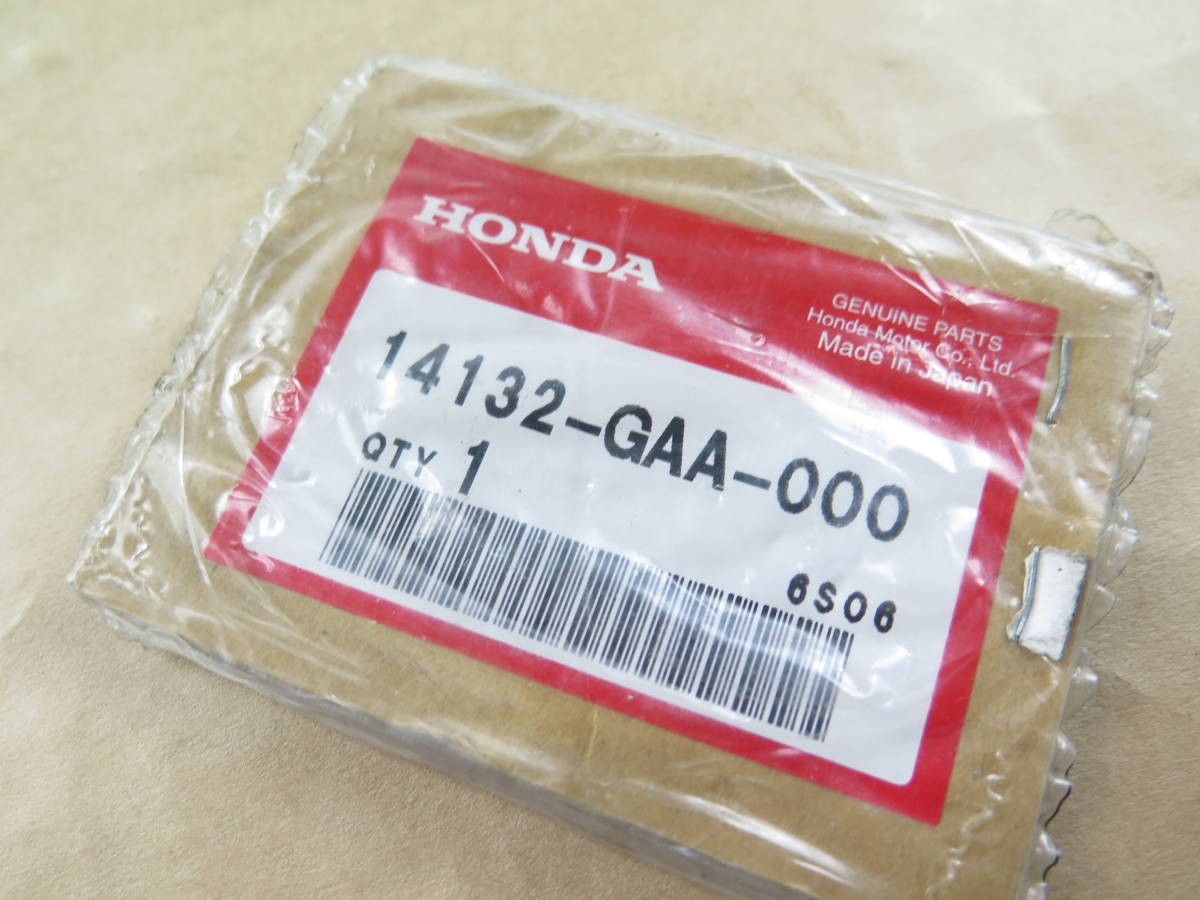 HONDA
GENUINE PARTS
Honda Motor Co., Ltd.
Made in Japan
14132-GAA-000
QTY 1
6S06